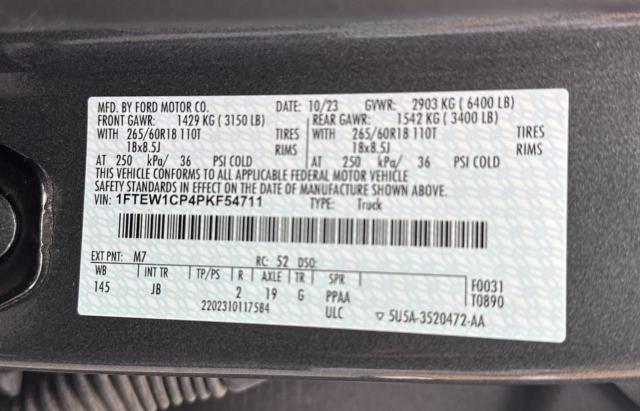 MFD. BY FORD MOTOR CO. DATE: 10/23 GVWR: 2903 KG ( 6400 LB)
FRONT GAWR: 1429 KG ( 3150 LB) REAR GAWR: 1542 KG ( 3400 LB)
WITH 265/60R18 110T TIRES WITH 265/60R18 110T TIRES
18x8.5J RIMS 18x8.5J RIMS
AT 250 kPa/ 36 PSI COLD AT 250 kPa/ 36 PSI COLD
THIS VEHICLE CONFORMS TO ALL APPLICABLE FEDERAL MOTOR VEHICLE
SAFETY STANDARDS IN EFFECT ON THE DATE OF MANUFACTURE SHOWN ABOVE.
VIN: 1FTEW1CP4PKF54711 TYPE: Truck
EXT PNT: M7 RC: 52 DSO:
WB INT TR TP/PS R AXLE TR SPR F0031
145 JB 2 19 G PPAA T0890
2202310117584 ULC ▽ 5U5A-3520472-AA